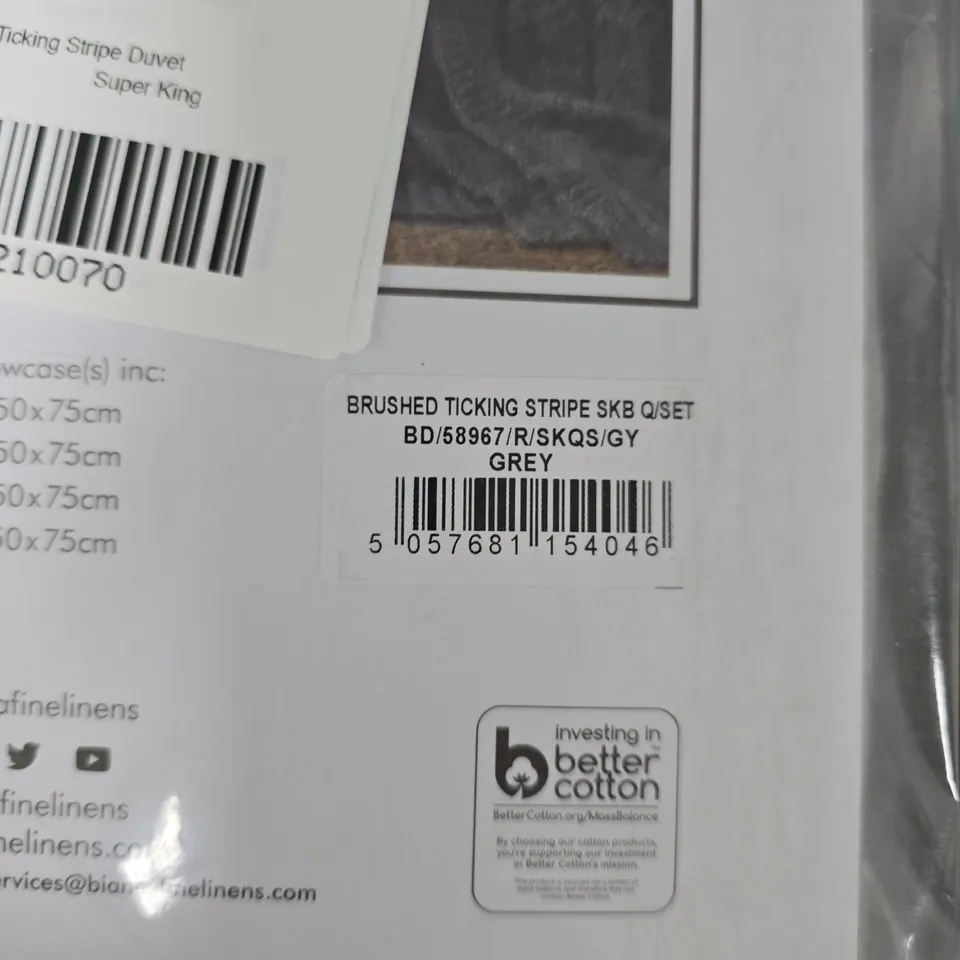 Ticking Stripe Duvet
Super King
210070
wcase(s) inc:
50x75cm
50x75cm
50x75cm
50x75cm
BRUSHED TICKING STRIPE SKB Q/SET
BD/58967/R/SKQS/GY
GREY
5 057681 154046
afinelinens
finelinens
nelinens.co
rvices@bian finelinens.com
investing in
better
cotton
™
BetterCotton.org/MassBalance
By choosing our cotton products,
you're supporting our investment
in Better Cotton's mission.